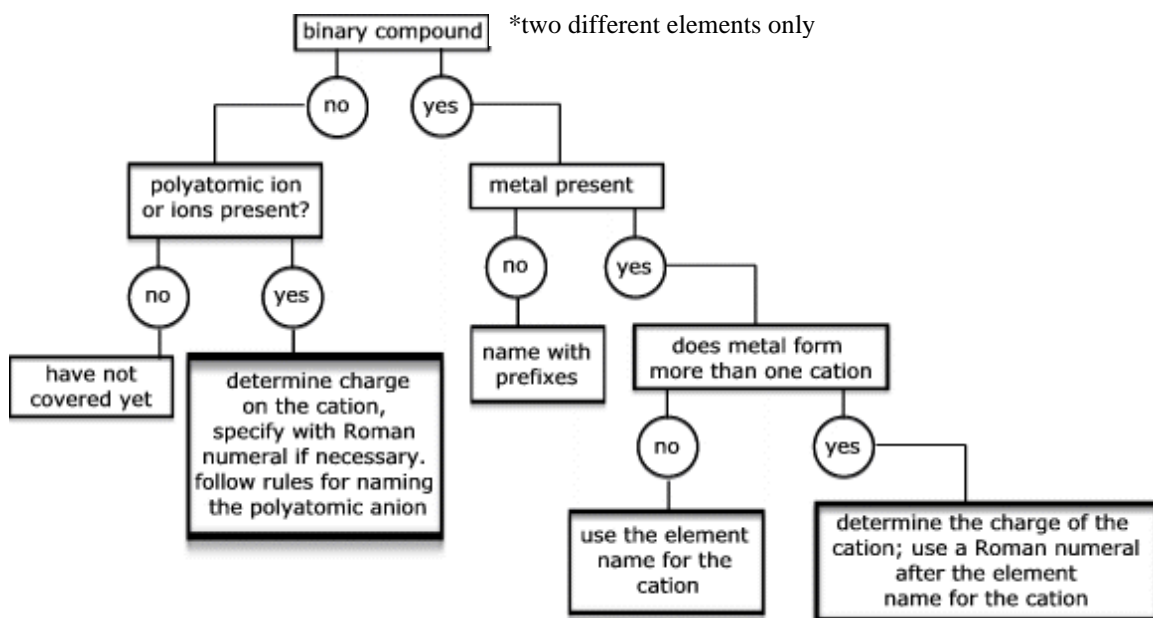 binary compound
*two different elements only
no
yes
polyatomic ion
or ions present?
metal present
no
yes
no
yes
have not
covered yet
determine charge
on the cation,
specify with Roman
numeral if necessary.
follow rules for naming
the polyatomic anion
name with
prefixes
does metal form
more than one cation
no
yes
use the element
name for the
cation
determine the charge of the
cation; use a Roman numeral
after the element
name for the cation